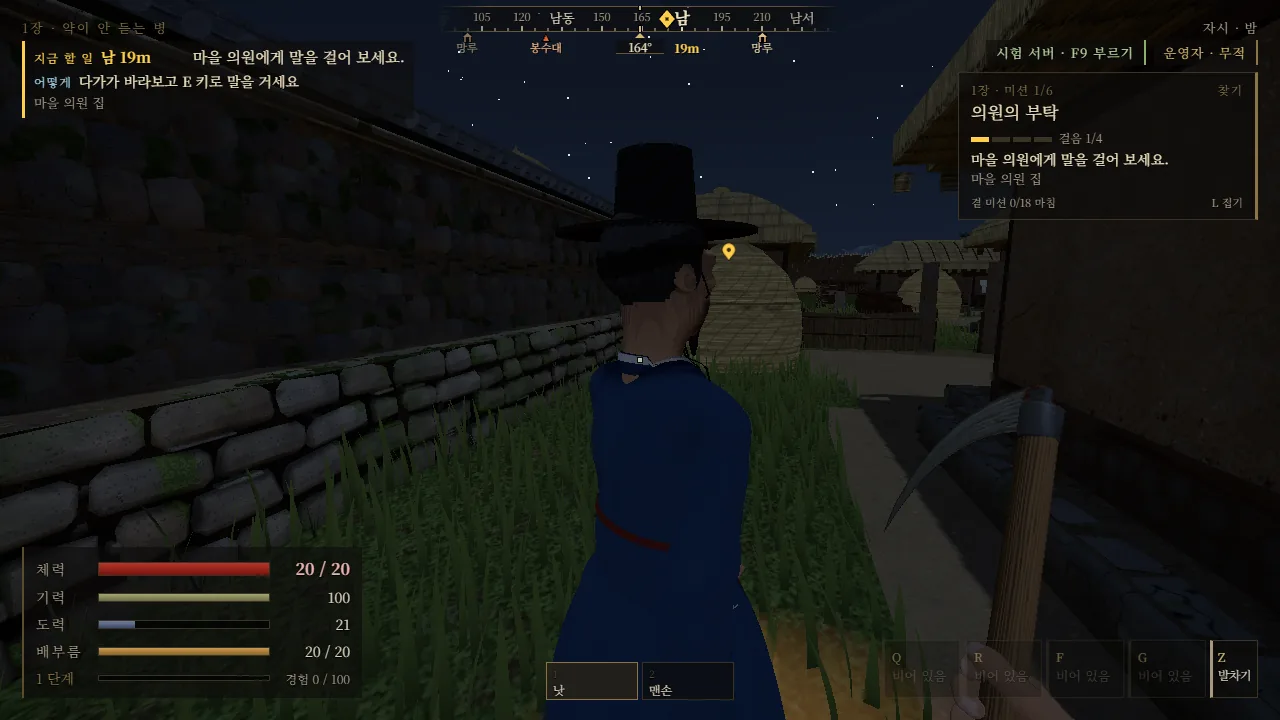 1장 · 약이 안 듣는 병
지금 할 일 남 19m 마을 의원에게 말을 걸어 보세요.
어떻게 다가가 바라보고 E 키로 말을 거세요
마을 의원 집
105 120 남동 150 165 남 195 210 남서
망루 봉수대 164° 19m 망루
자시 · 밤
시험 서버 · F9 부르기 운영자 · 무적
1장 · 미션 1/6 찾기
의원의 부탁
걸음 1/4
마을 의원에게 말을 걸어 보세요.
마을 의원 집
곁 미션 0/18 마침 L 접기
체력 20 / 20
기력 100
도력 21
배부름 20 / 20
1 단계 경험 0 / 100
1 낫
2 맨손
Q 비어 있음
R 비어 있음
F 비어 있음
G 비어 있음
Z 발차기